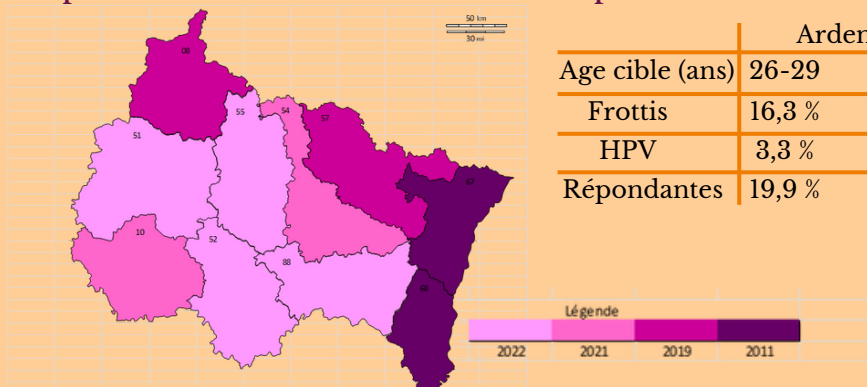 50 km
30 mi
08
55
54
57
51
67
10
52
88
68
Arden
Age cible (ans) 26-29
Frottis 16,3 %
HPV 3,3 %
Répondantes 19,9 %
Légende
2022 2021 2019 2011